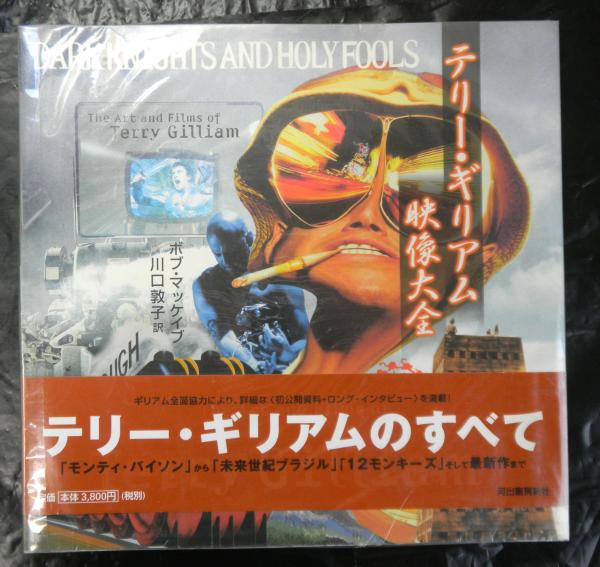 DARK KNIGHTS AND HOLY FOOLS
The Art and Films of
Terry Gilliam
テリー・ギリアム
映像大全
ボブ・マッケイブ
川口敦子 訳
ギリアム全面協力により、詳細な〈初公開資料+ロング・インタビュー〉を満載!
テリー・ギリアムのすべて
「モンティ・パイソン」から「未来世紀ブラジル」「12モンキーズ」そして最新作まで
定価 本体3,800円 (税別)
河出書房新社